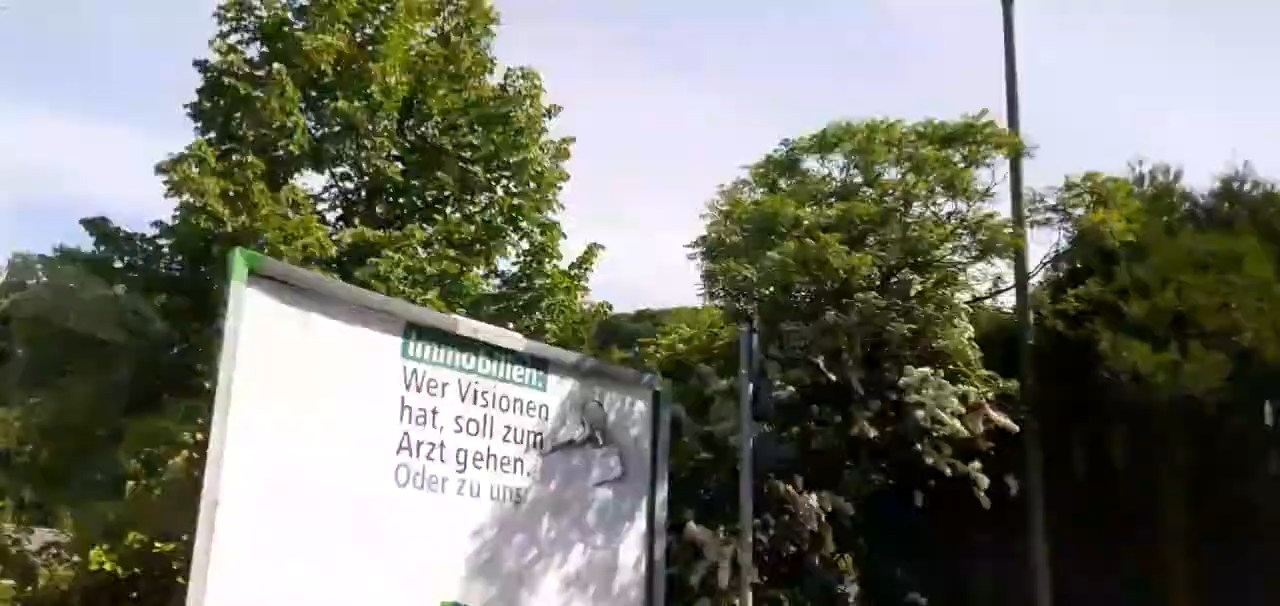 Immobilien:
Wer Visionen
hat, soll zum
Arzt gehen.
Oder zu uns